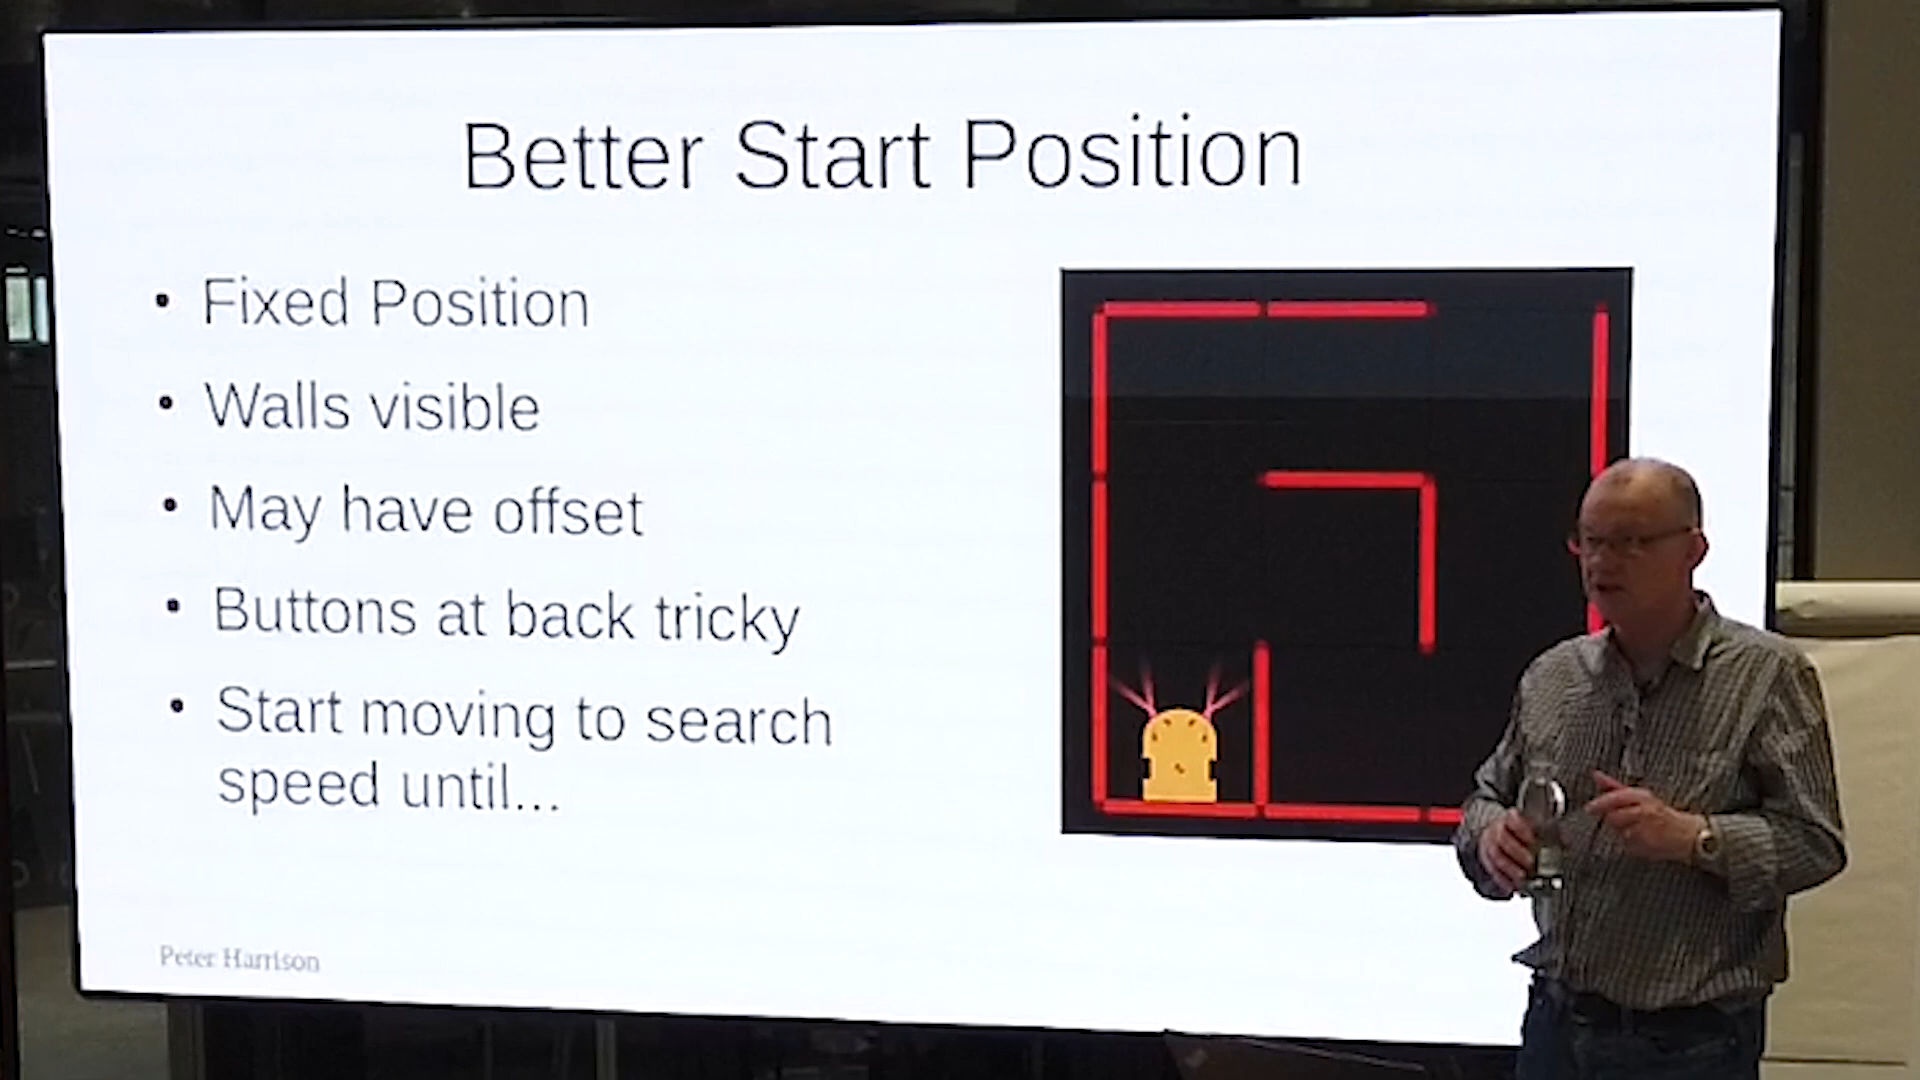 Better Start Position
• Fixed Position
• Walls visible
• May have offset
• Buttons at back tricky
• Start moving to search
speed until...
Peter Harrison